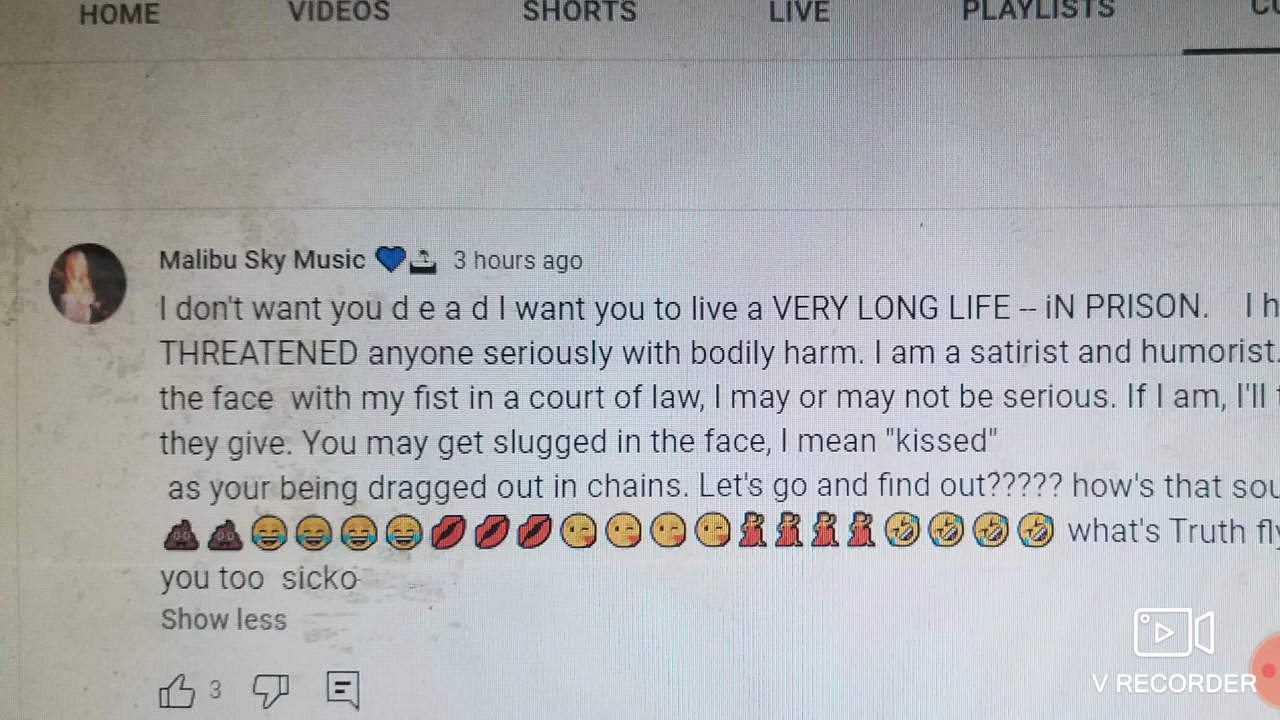 HOME VIDEOS SHORTS LIVE PLAYLISTS
Malibu Sky Music 💙 3 hours ago
I don't want you d e a d I want you to live a VERY LONG LIFE -- iN PRISON. I
THREATENED anyone seriously with bodily harm. I am a satirist and humorist.
the face with my fist in a court of law, I may or may not be serious. If I am, I'll
they give. You may get slugged in the face, I mean "kissed"
as your being dragged out in chains. Let's go and find out????? how's that
💩💩😂😂😂😂💋💋💋😘😘😘😘💃💃💃💃🤣🤣🤣🤣 what's Truth
you too sicko
Show less
3
V RECORDER